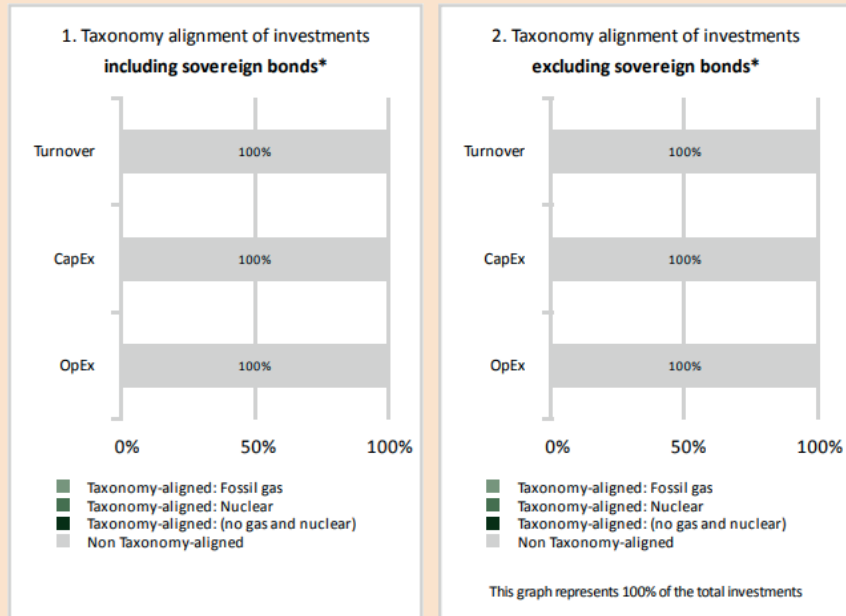 1. Taxonomy alignment of investments
including sovereign bonds*
Turnover
100%
CapEx
100%
OpEx
100%
0%
50%
100%
Taxonomy-aligned: Fossil gas
Taxonomy-aligned: Nuclear
Taxonomy-aligned: (no gas and nuclear)
Non Taxonomy-aligned
2. Taxonomy alignment of investments
excluding sovereign bonds*
Turnover
100%
CapEx
100%
OpEx
100%
0%
50%
100%
Taxonomy-aligned: Fossil gas
Taxonomy-aligned: Nuclear
Taxonomy-aligned: (no gas and nuclear)
Non Taxonomy-aligned
This graph represents 100% of the total investments